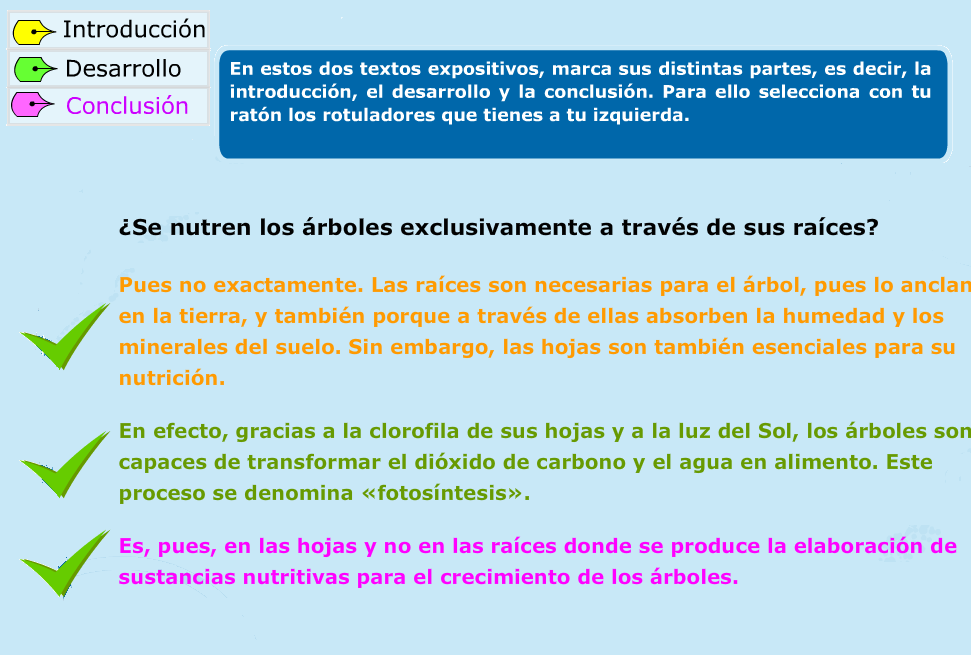 Introducción
Desarrollo
Conclusión
En estos dos textos expositivos, marca sus distintas partes, es decir, la
introducción, el desarrollo y la conclusión. Para ello selecciona con tu
ratón los rotuladores que tienes a tu izquierda.
¿Se nutren los árboles exclusivamente a través de sus raíces?
Pues no exactamente. Las raíces son necesarias para el árbol, pues lo anclan
en la tierra, y también porque a través de ellas absorben la humedad y los
minerales del suelo. Sin embargo, las hojas son también esenciales para su
nutrición.
En efecto, gracias a la clorofila de sus hojas y a la luz del Sol, los árboles son
capaces de transformar el dióxido de carbono y el agua en alimento. Este
proceso se denomina «fotosíntesis».
Es, pues, en las hojas y no en las raíces donde se produce la elaboración de
sustancias nutritivas para el crecimiento de los árboles.